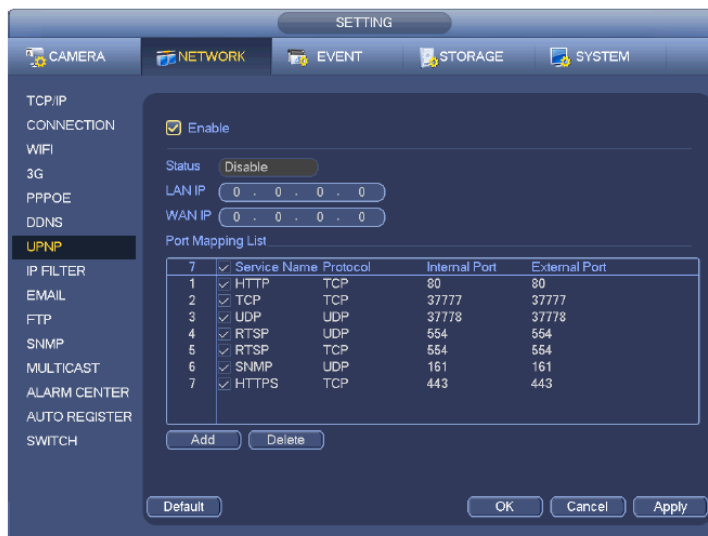 SETTING
CAMERA NETWORK EVENT STORAGE SYSTEM
TCP/IP
CONNECTION
WIFI
3G
PPPOE
DDNS
UPNP
IP FILTER
EMAIL
FTP
SNMP
MULTICAST
ALARM CENTER
AUTO REGISTER
SWITCH
Enable
Status Disable
LAN IP 0 . 0 . 0 . 0
WAN IP 0 . 0 . 0 . 0
Port Mapping List
7 Service Name Protocol Internal Port External Port
1 HTTP TCP 80 80
2 TCP TCP 37777 37777
3 UDP UDP 37778 37778
4 RTSP UDP 554 554
5 RTSP TCP 554 554
6 SNMP UDP 161 161
7 HTTPS TCP 443 443
Add Delete
Default OK Cancel Apply